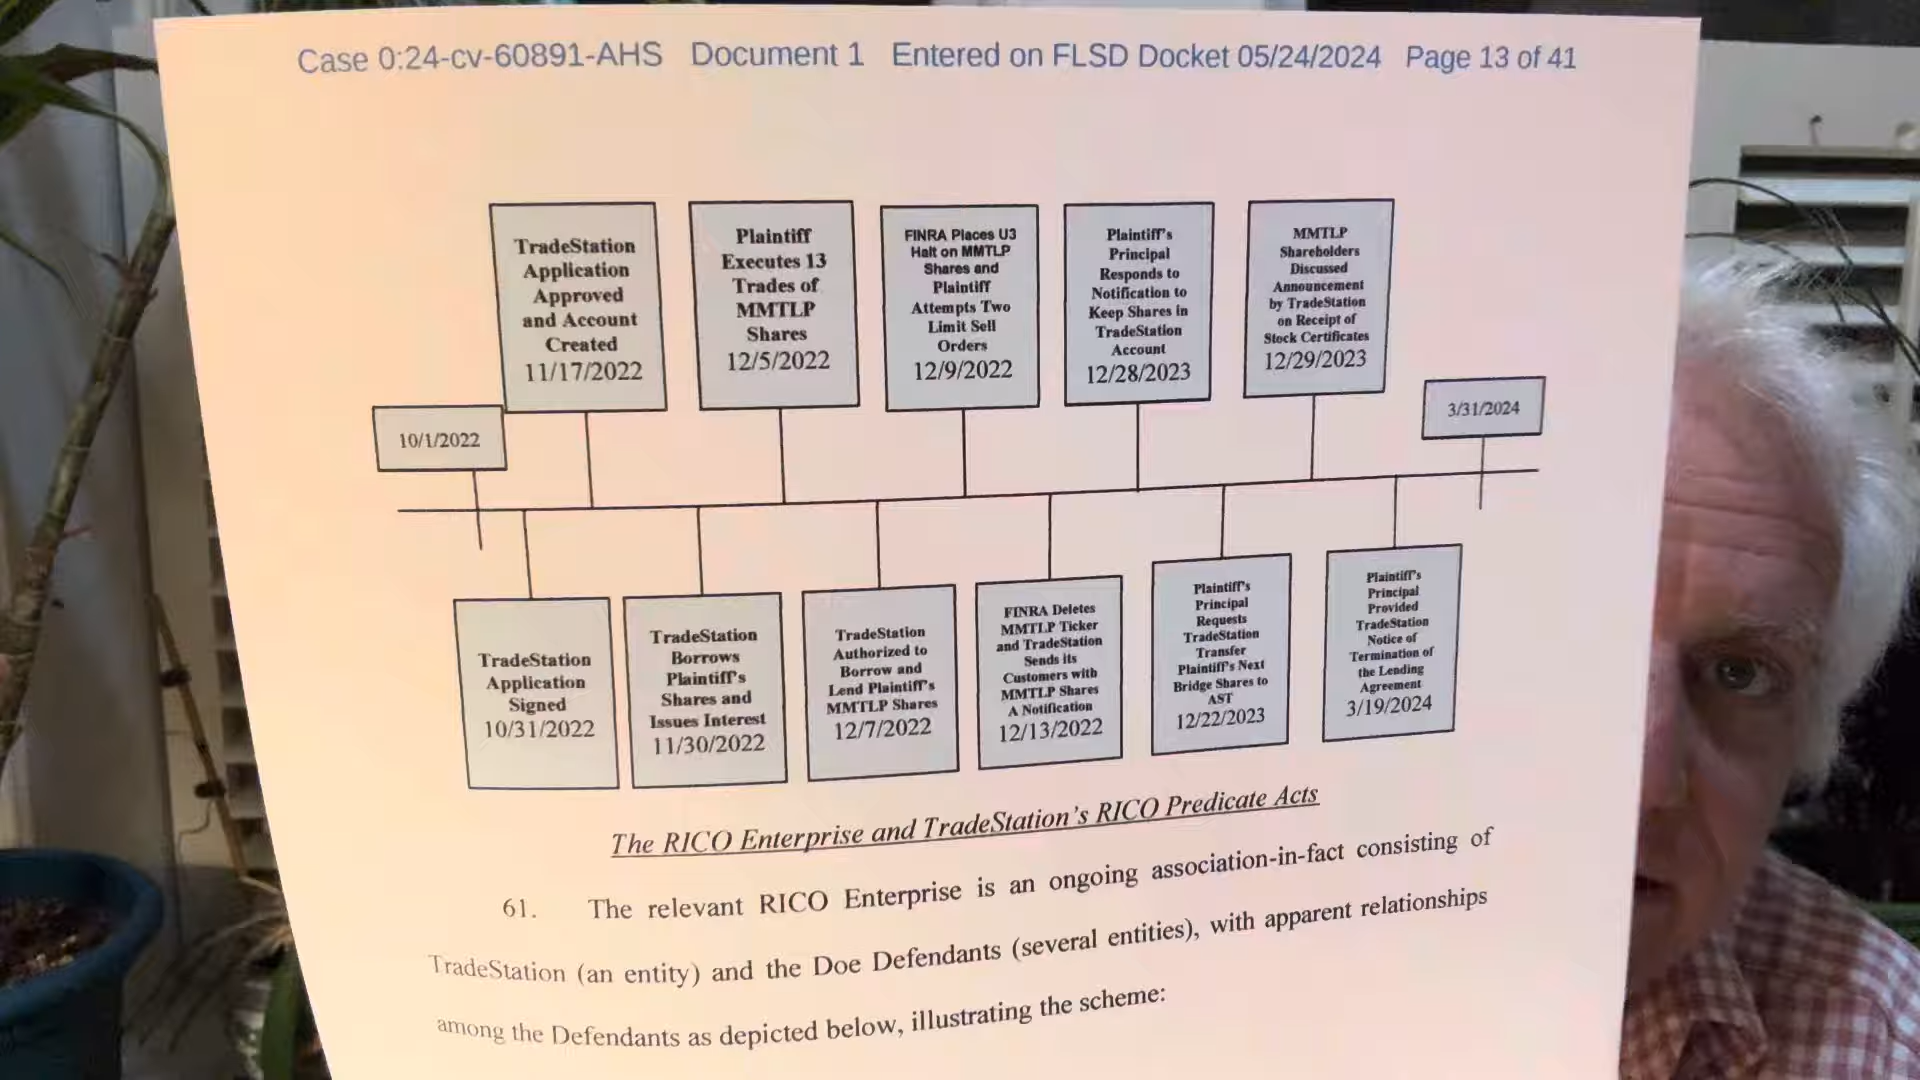 Case 0:24-cv-60891-AHS Document 1 Entered on FLSD Docket 05/24/2024 Page 13 of 41
TradeStation
Application
Approved
and Account
Created
11/17/2022
Plaintiff
Executes 13
Trades of
MMTLP
Shares
12/5/2022
FINRA Places U3
Halt on MMTLP
Shares and
Plaintiff
Attempts Two
Limit Sell
Orders
12/9/2022
Plaintiff's
Principal
Responds to
Notification to
Keep Shares in
TradeStation
Account
12/28/2023
MMTLP
Shareholders
Discussed
Announcement
by TradeStation
on Receipt of
Stock Certificates
12/29/2023
10/1/2022
3/31/2024
TradeStation
Application
Signed
10/31/2022
TradeStation
Borrows
Plaintiff's
Shares and
Issues Interest
11/30/2022
TradeStation
Authorized to
Borrow and
Lend Plaintiff's
MMTLP Shares
12/7/2022
FINRA Deletes
MMTLP Ticker
and TradeStation
Sends its
Customers with
MMTLP Shares
A Notification
12/13/2022
Plaintiff's
Principal
Requests
TradeStation
Transfer
Plaintiff's Next
Bridge Shares to
AST
12/22/2023
Plaintiff's
Principal
Provided
TradeStation
Notice of
Termination of
the Lending
Agreement
3/19/2024
The RICO Enterprise and TradeStation's RICO Predicate Acts
61. The relevant RICO Enterprise is an ongoing association-in-fact consisting of
TradeStation (an entity) and the Doe Defendants (several entities), with apparent relationships
among the Defendants as depicted below, illustrating the scheme: